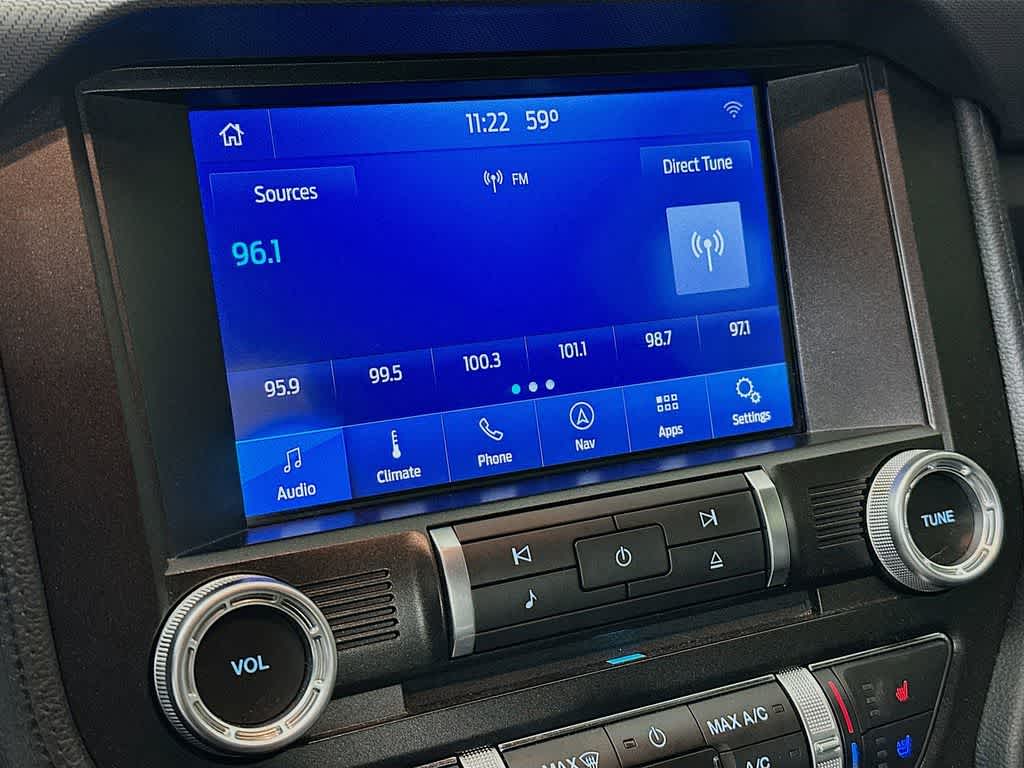 11:22 59°
Sources
FM
Direct Tune
96.1
95.9
99.5
100.3
101.1
98.7
97.1
Audio
Climate
Phone
Nav
Apps
Settings
VOL
TUNE
MAX
MAX A/C
A/C